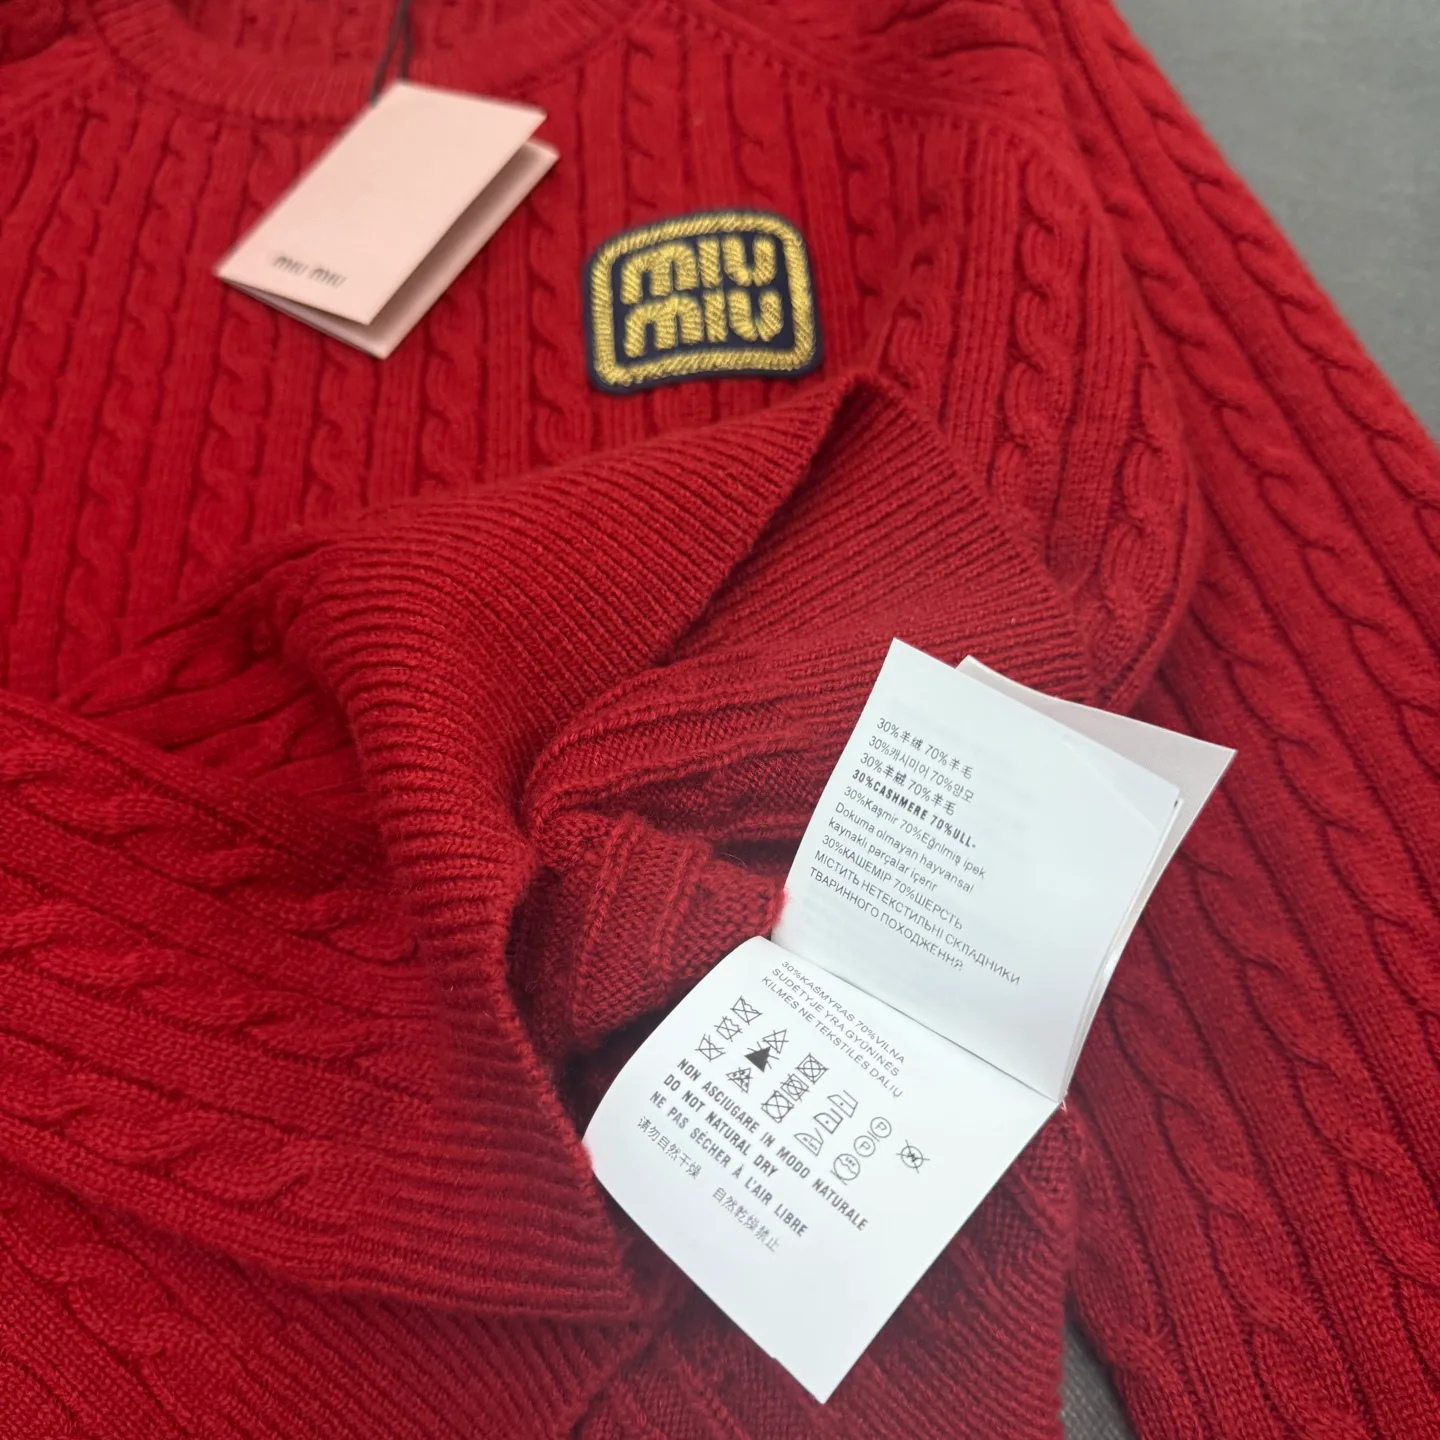 miu miu
miu
miu
30%羊绒 70%羊毛
30%캐시미어 70%양모
30%羊绒 70%羊毛
30%CASHMERE 70%ULL-
30%Kaşmir 70%Eğrilmiş ipek
Dokuma olmayan hayvansal
kaynaklı parçalar içerir
30%КАШЕМІР 70%ШЕРСТЬ
МІСТИТЬ НЕТЕКСТИЛЬНІ СКЛАДНИКИ
ТВАРИННОГО ПОХОДЖЕННЯ
30%KAŠMYRAS 70%VILNA
SUDĖTYJE YRA GYŪNINĖS
KILMĖS NE TEKSTILĖS DALIŲ
P
P
W
NON ASCIUGARE IN MODO NATURALE
DO NOT NATURAL DRY
NE PAS SÉCHER À L'AIR LIBRE
请勿自然干燥 自然乾燥禁止